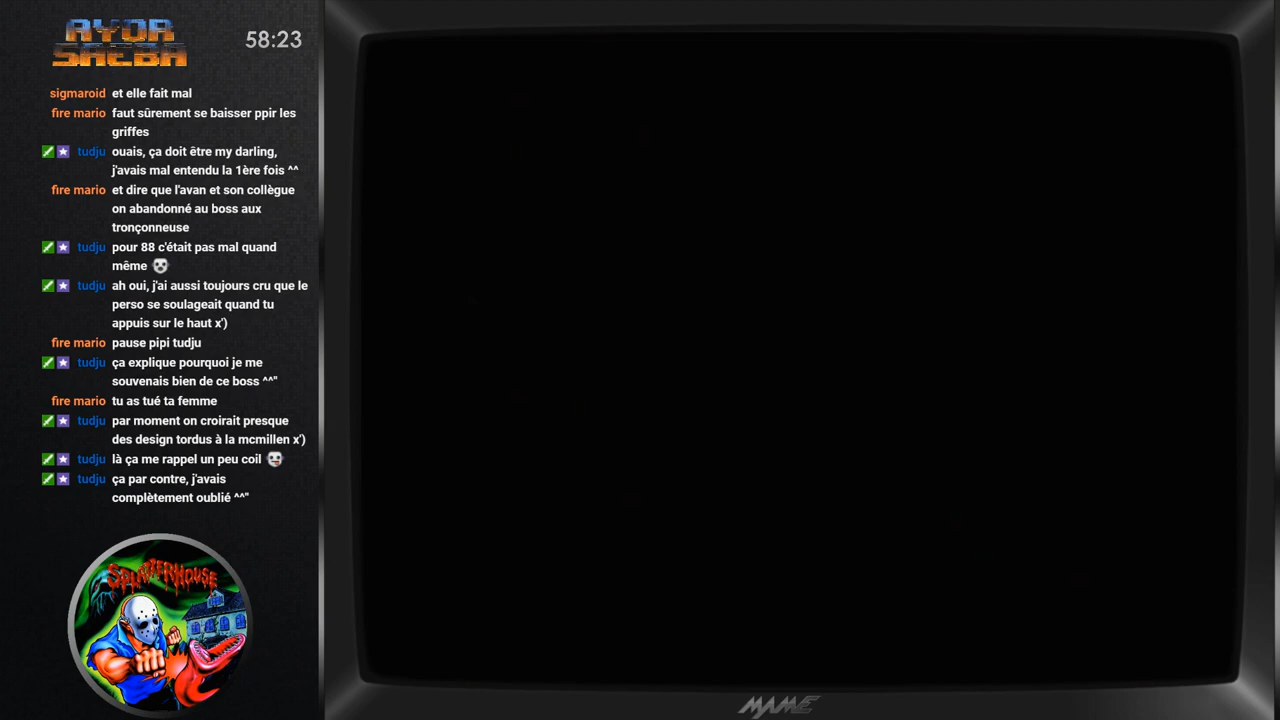 RYOR
SAEBA
58:23
sigmaroid et elle fait mal
fire mario faut sûrement se baisser ppir les
griffes
tudju ouais, ça doit être my darling,
j'avais mal entendu la 1ère fois ^^
fire mario et dire que l'avan et son collègue
on abandonné au boss aux
tronçonneuse
tudju pour 88 c'était pas mal quand
même
tudju ah oui, j'ai aussi toujours cru que le
perso se soulageait quand tu
appuis sur le haut x')
fire mario pause pipi tudju
tudju ça explique pourquoi je me
souvenais bien de ce boss ^^"
fire mario tu as tué ta femme
tudju par moment on croirait presque
des design tordus à la mcmillen x')
tudju là ça me rappel un peu coil
tudju ça par contre, j'avais
complètement oublié ^^"
SPLATTERHOUSE
MAME